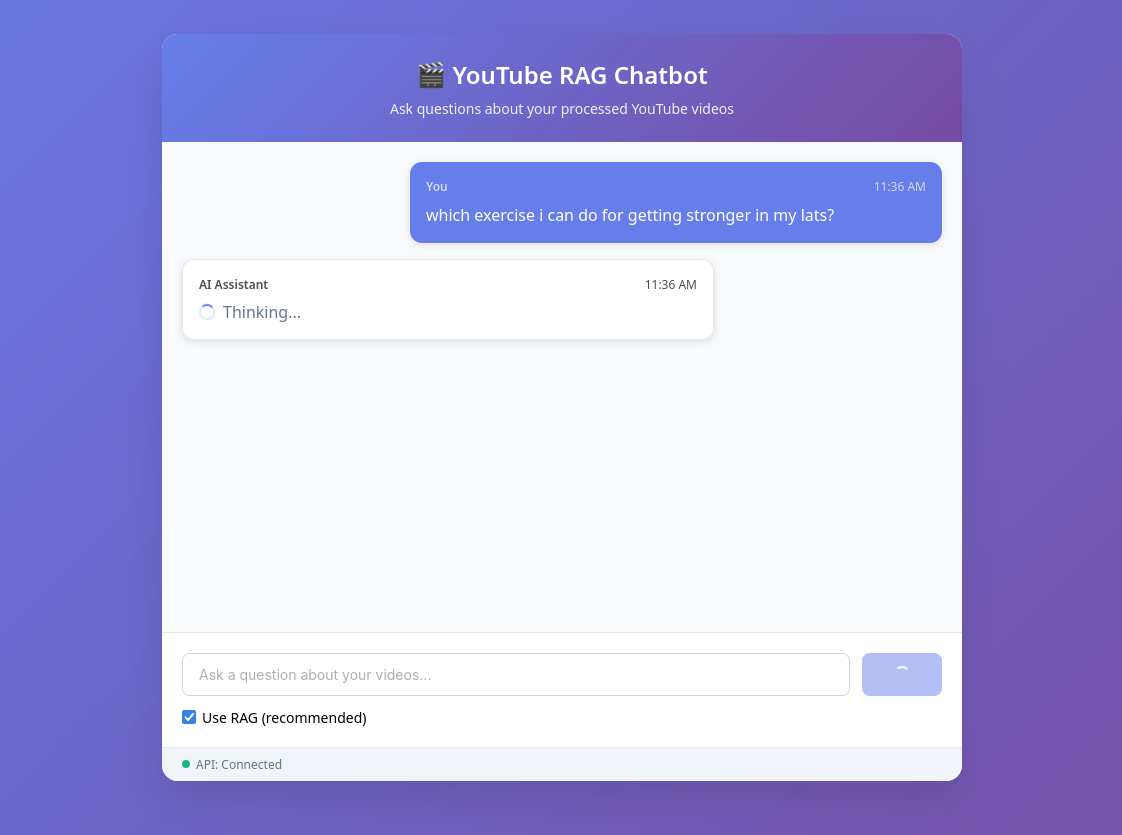 🎬 YouTube RAG Chatbot
Ask questions about your processed YouTube videos
You 11:36 AM
which exercise i can do for getting stronger in my lats?
AI Assistant 11:36 AM
Thinking...
Ask a question about your videos...
Use RAG (recommended)
API: Connected